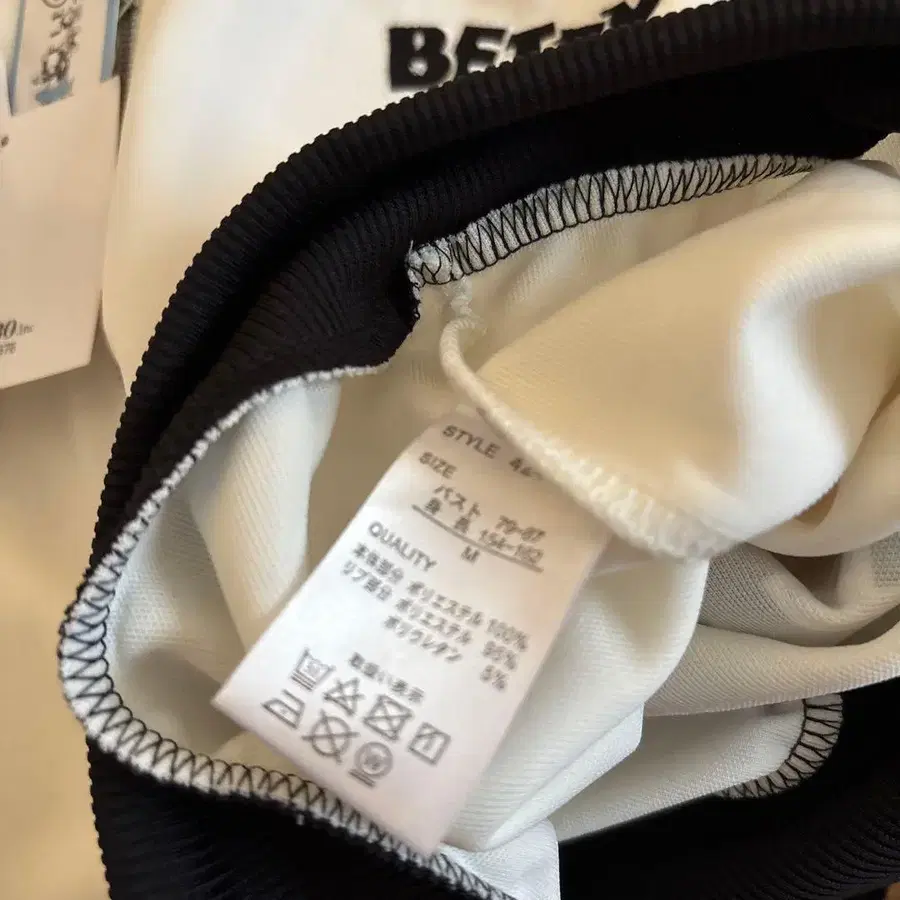 BETTY
STYLE
SIZE
バスト 79-87
身 長 154-162
M
QUALITY
本体部分 ポリエステル 100%
リブ部分 ポリエステル 95%
ポリウレタン 5%
取扱い表示
W